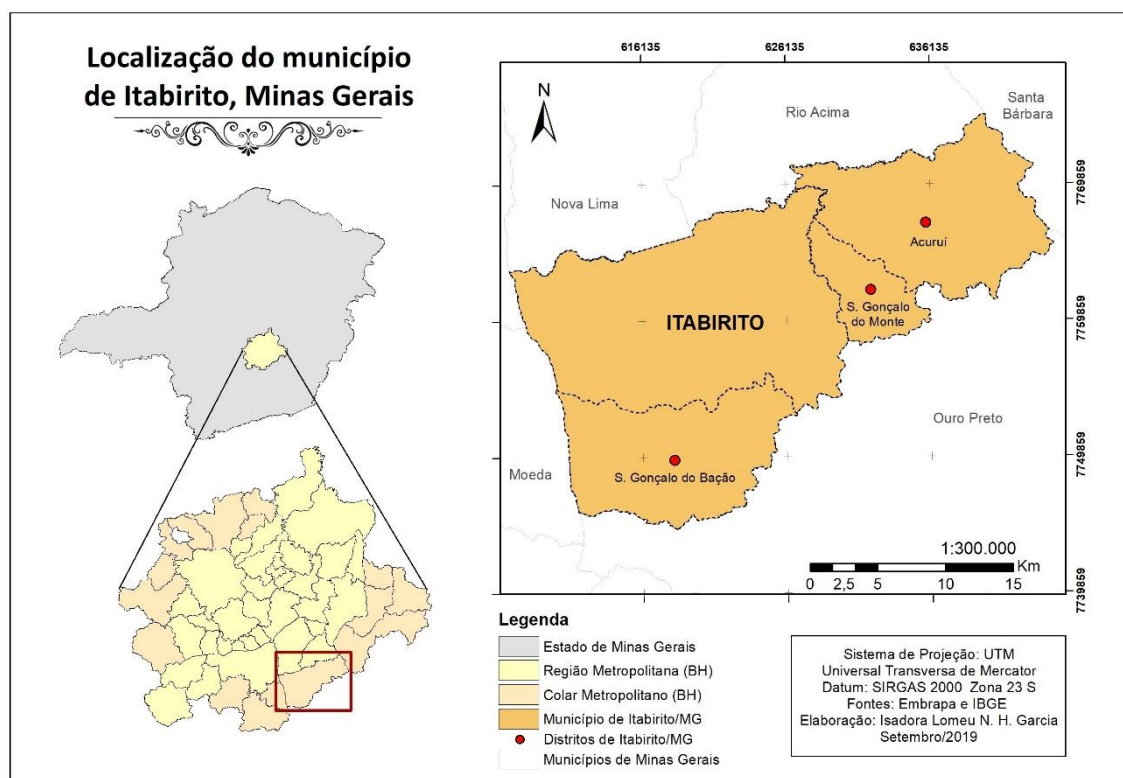 Localização do município
de Itabirito, Minas Gerais
616135
626135
636135
N
Rio Acima
Santa
Bárbara
Nova Lima
7769859
Acuruí
S. Gonçalo
do Monte
ITABIRITO
7759859
Ouro Preto
Moeda
S. Gonçalo do Bação
7749859
1:300.000
Km
0 2,5 5 10 15
7739859
Legenda
Estado de Minas Gerais
Região Metropolitana (BH)
Colar Metropolitano (BH)
Município de Itabirito/MG
Distritos de Itabirito/MG
Municípios de Minas Gerais
Sistema de Projeção: UTM
Universal Transversa de Mercator
Datum: SIRGAS 2000 Zona 23 S
Fontes: Embrapa e IBGE
Elaboração: Isadora Lomeu N. H. Garcia
Setembro/2019